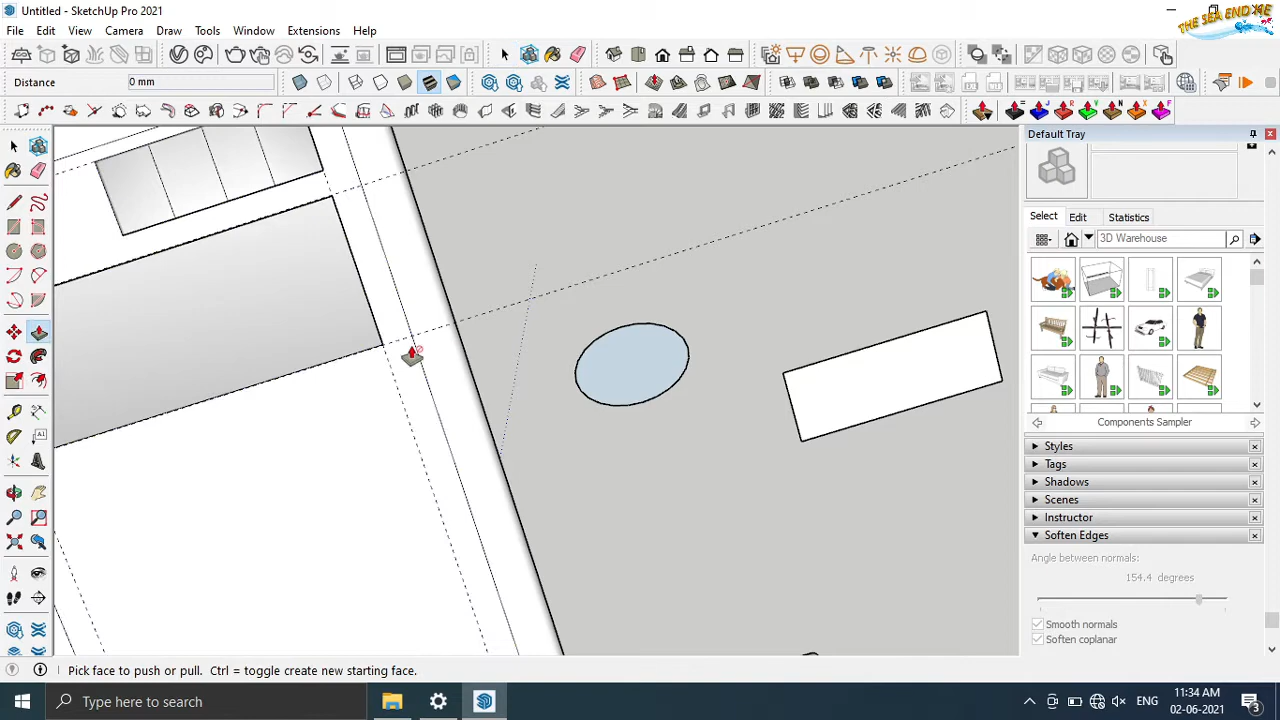 Untitled - SketchUp Pro 2021
THE SEA END ME
File Edit View Camera Draw Tools Window Extensions Help
Distance 0 mm
Default Tray
Select Edit Statistics
3D Warehouse
Components Sampler
Styles
Tags
Shadows
Scenes
Instructor
Soften Edges
Angle between normals:
154.4 degrees
Smooth normals
Soften coplanar
Pick face to push or pull. Ctrl = toggle create new starting face.
Type here to search
ENG
11:34 AM
02-06-2021
3